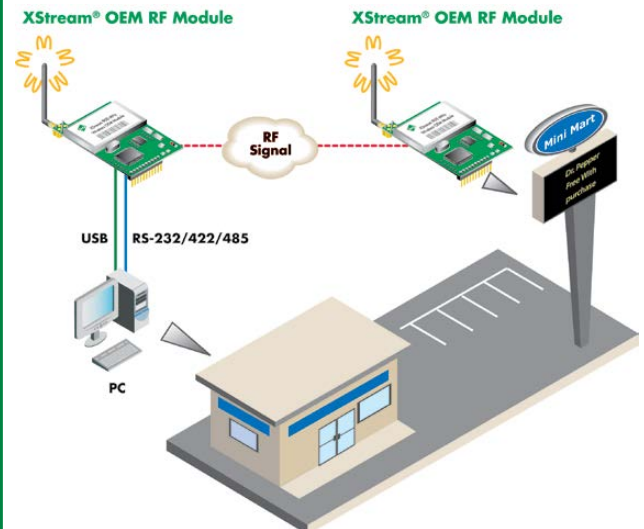 XStream® OEM RF Module
XStream® OEM RF Module
RF
Signal
Mini Mart
Dr. Pepper
Free With
purchase
USB
RS-232/422/485
PC